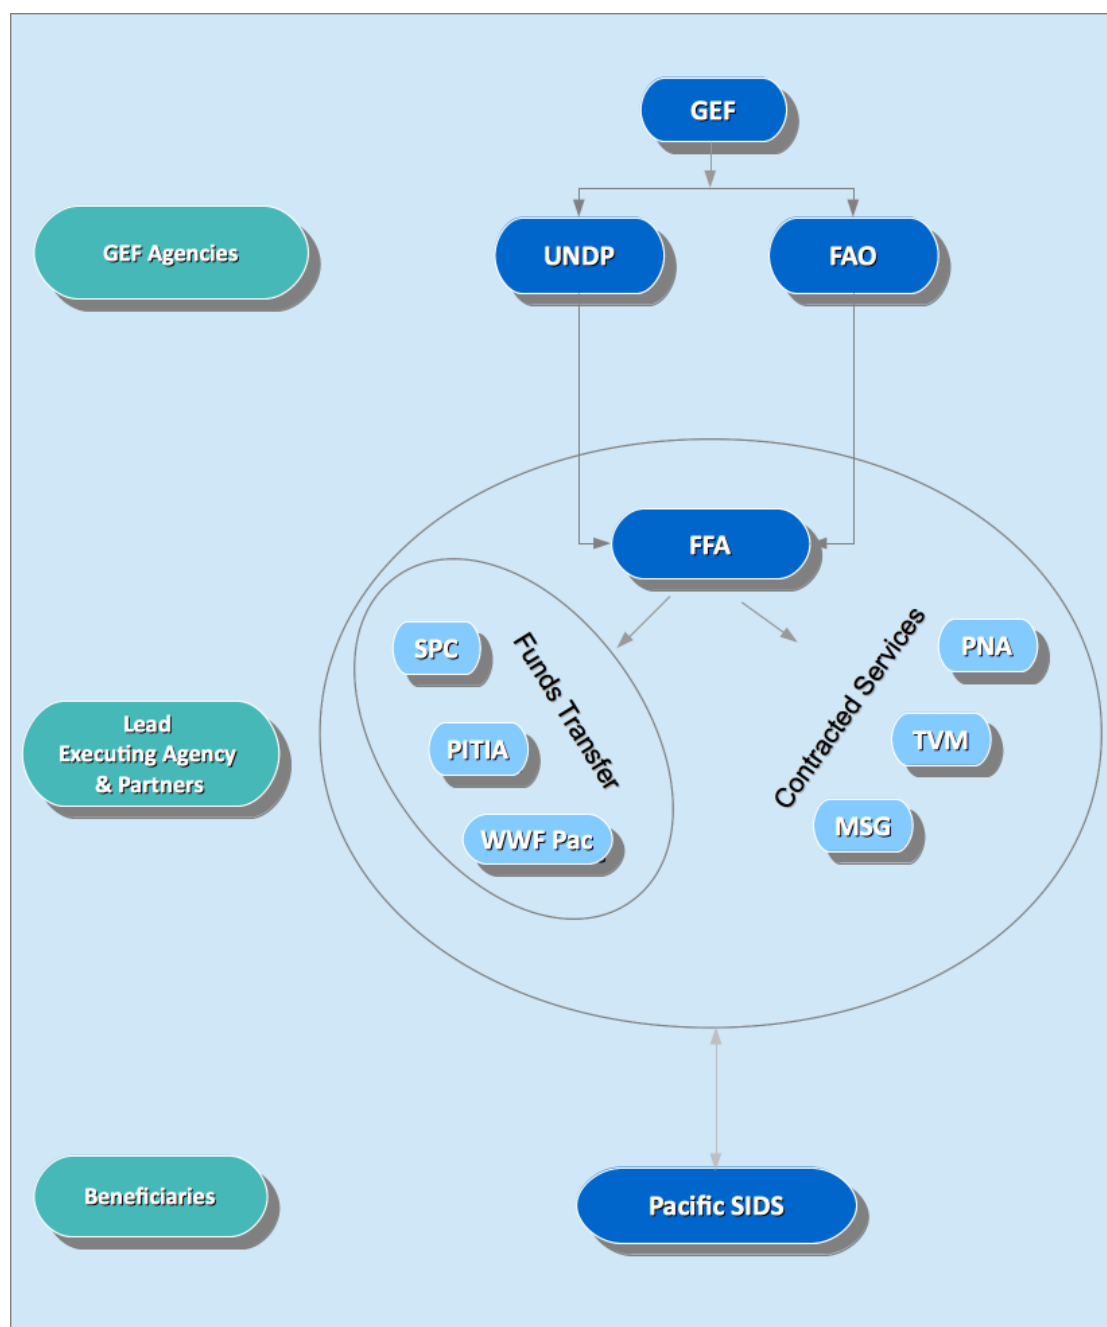 GEF
GEF Agencies
UNDP
FAO
FFA
SPC
PITIA
WWF Pac
Funds Transfer
Contracted Services
PNA
TVM
MSG
Lead
Executing Agency
& Partners
Beneficiaries
Pacific SIDS